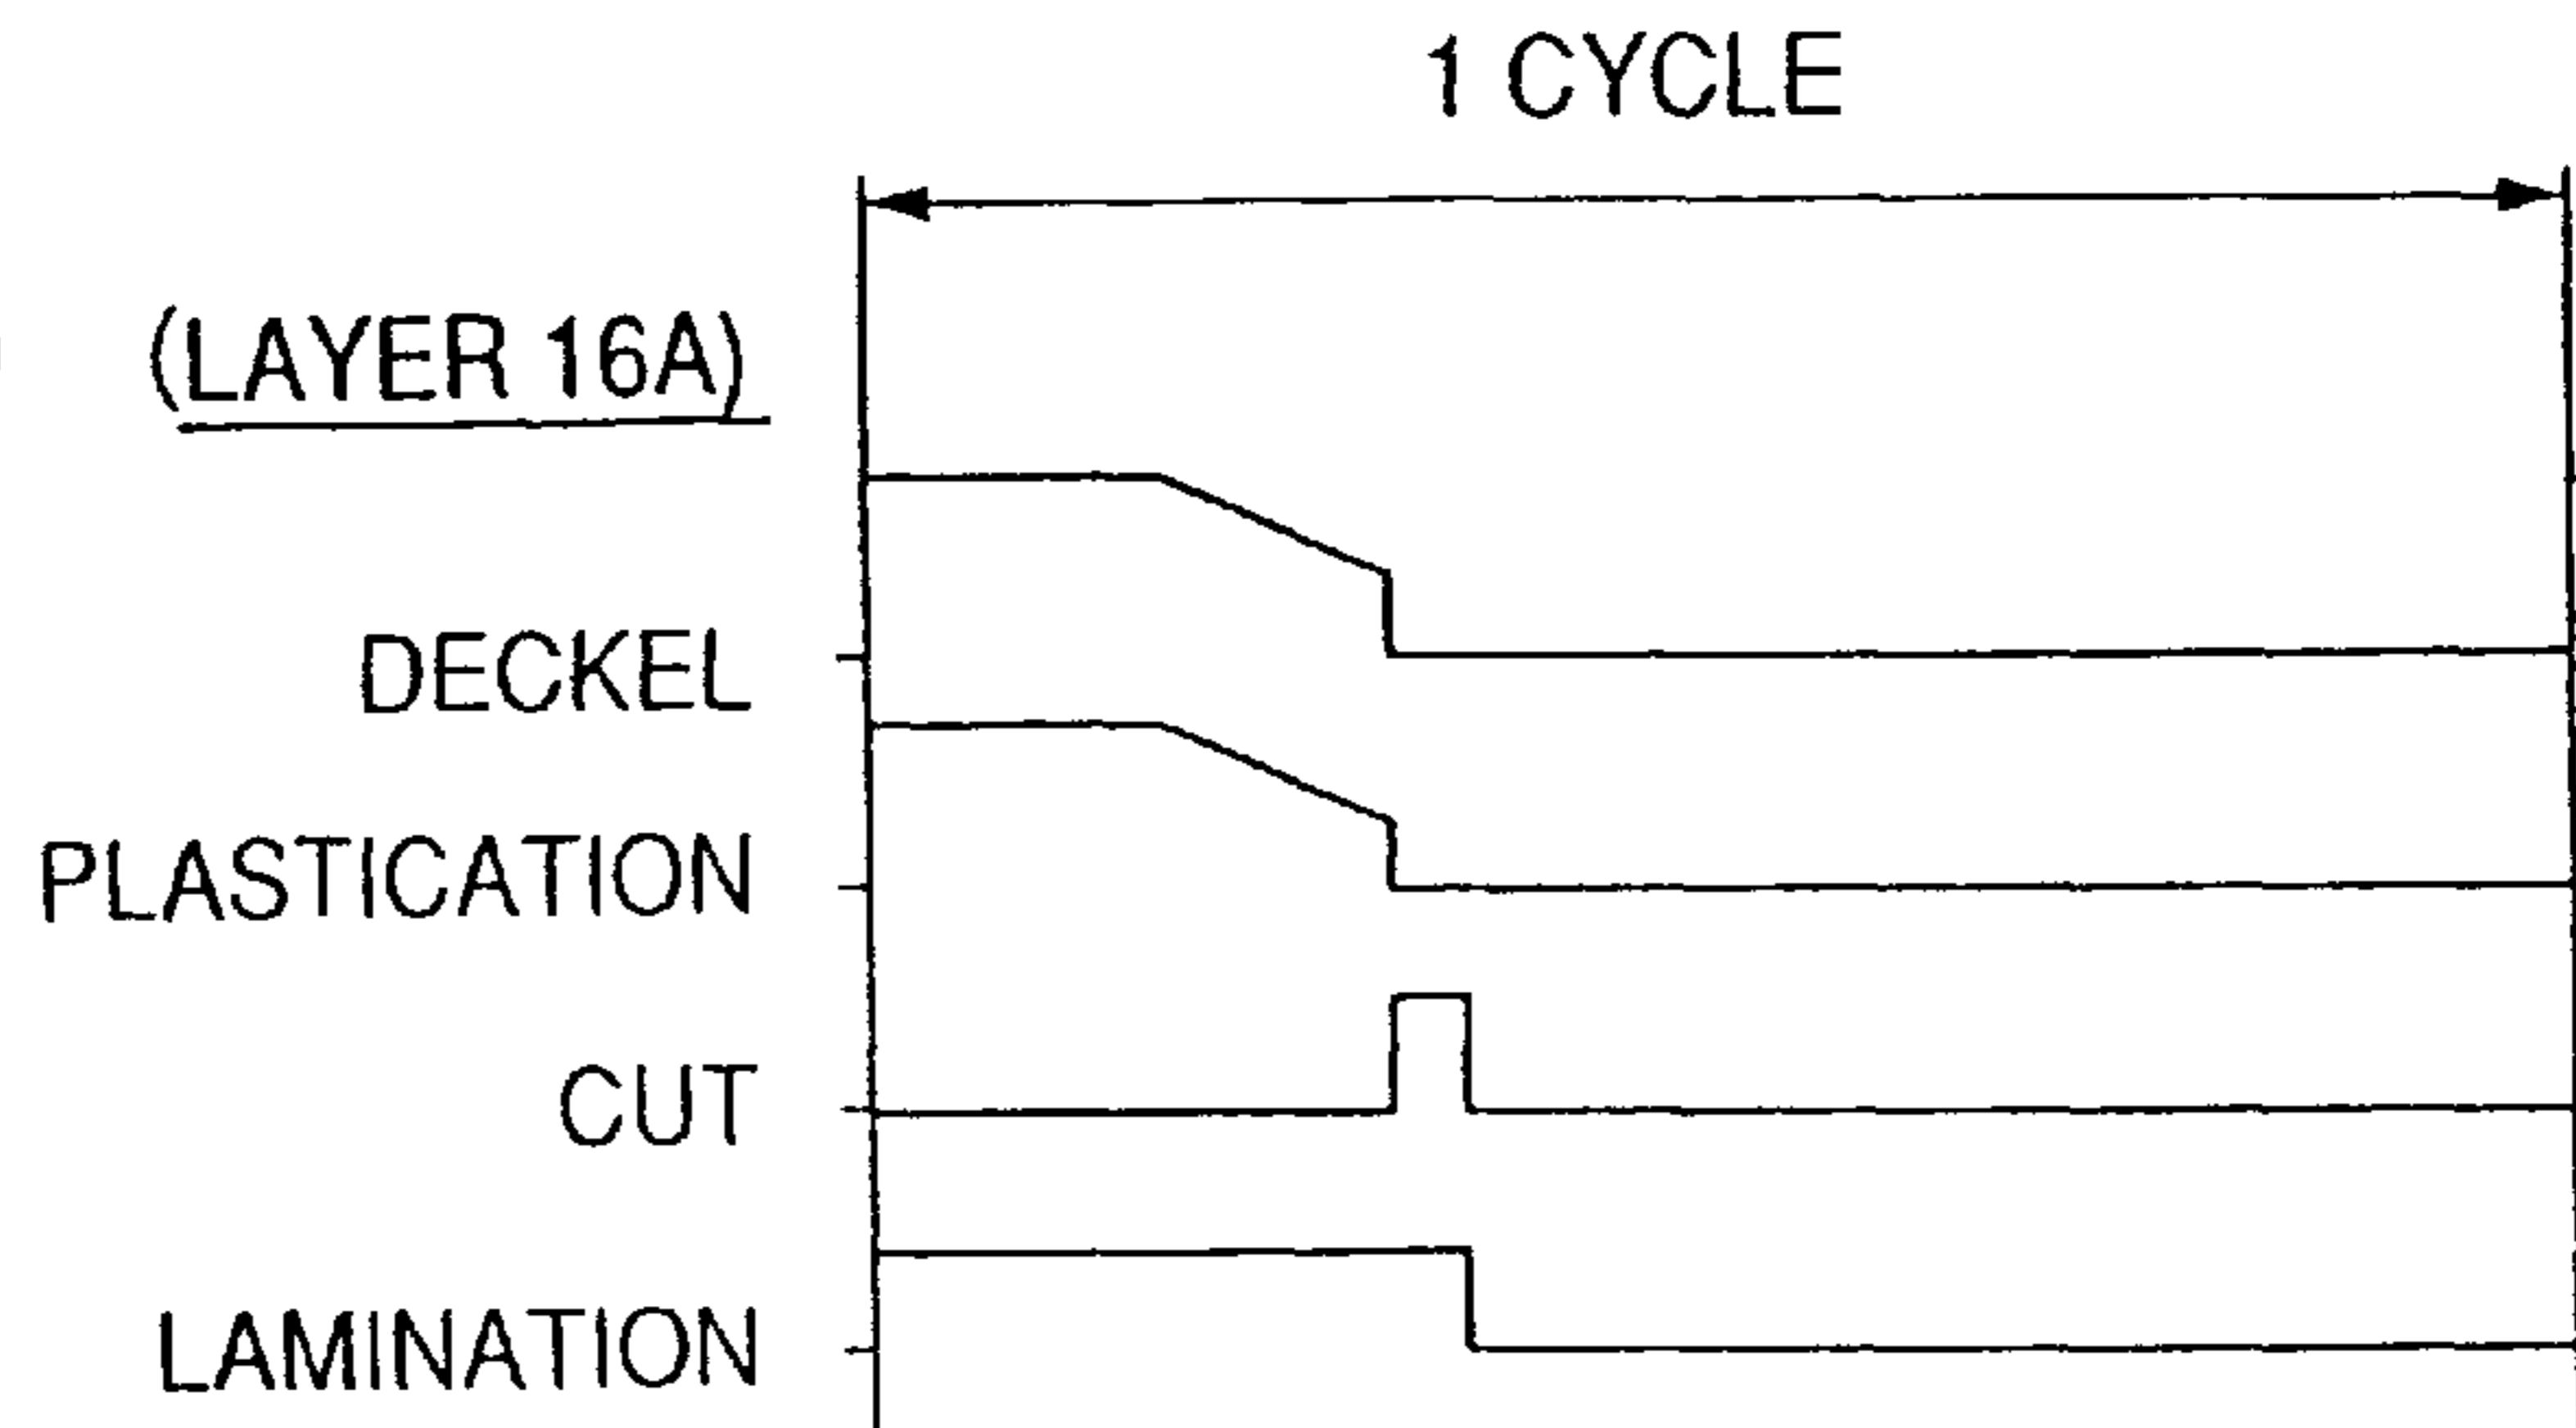 1 CYCLE
(LAYER 16A)
DECKEL
PLASTICATION
CUT
LAMINATION